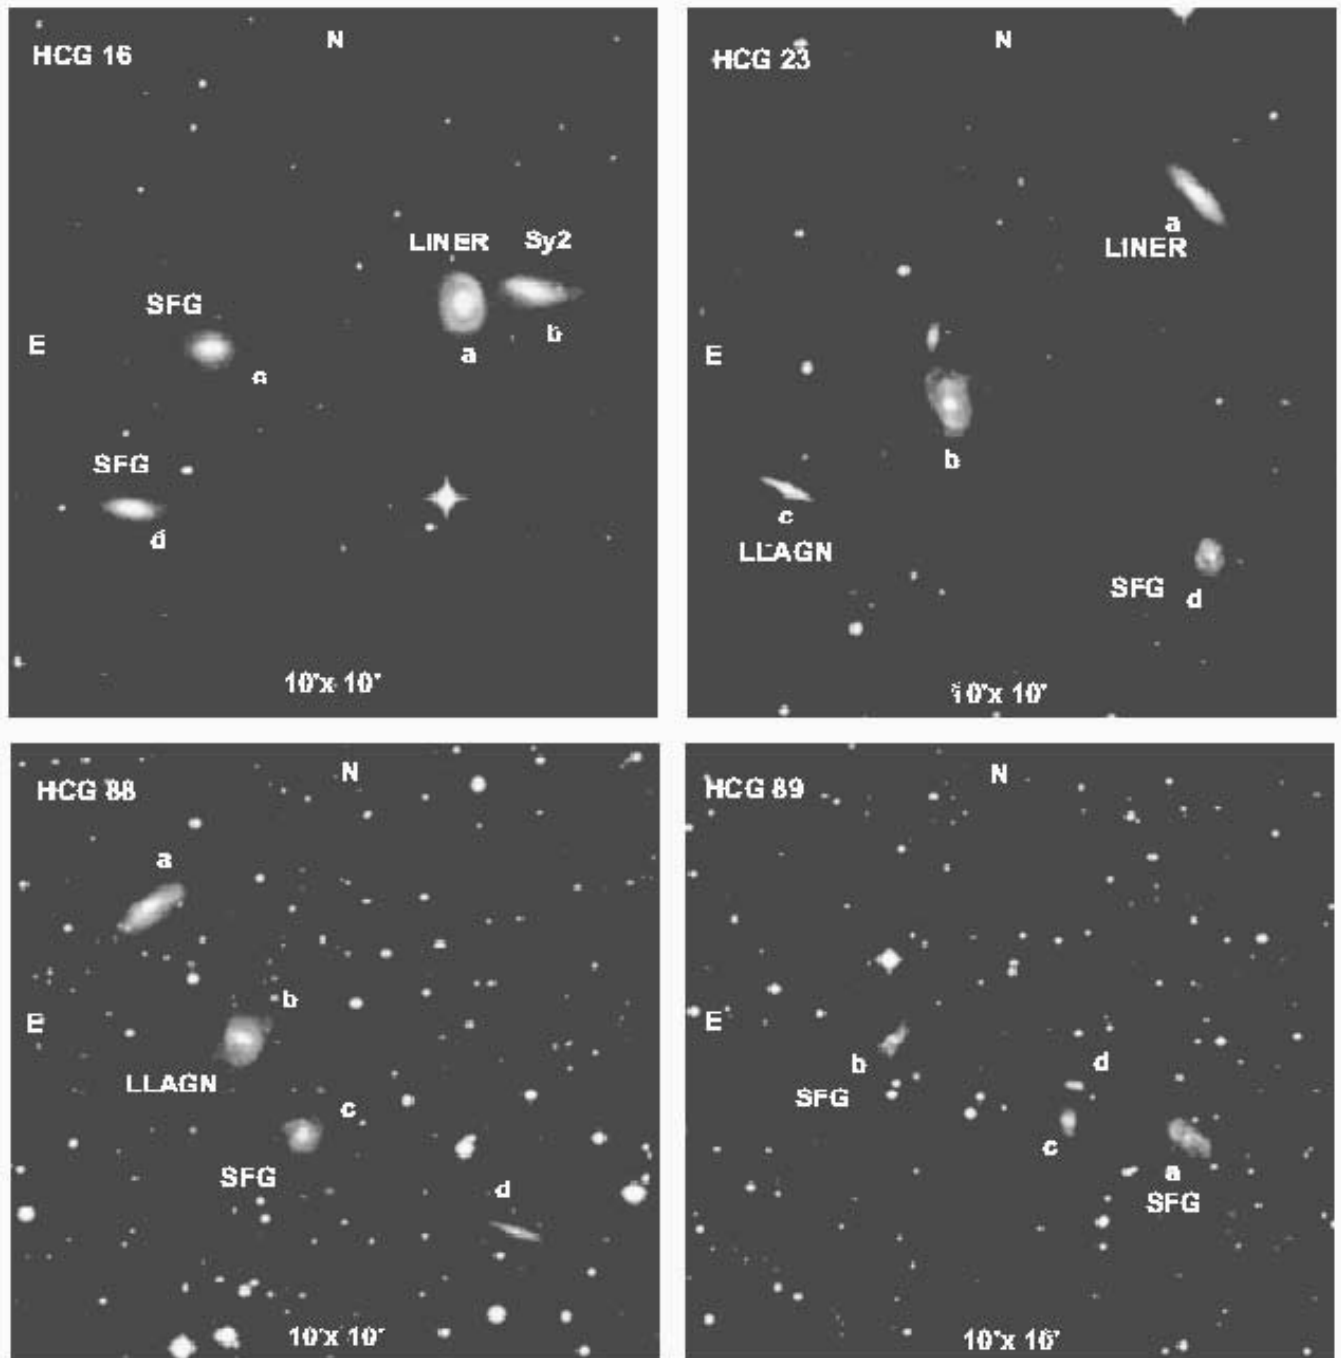 HCG 16
N
LINER
Sy2
SFG
b
E
a
c
SFG
d
10'x 10'
HCG 23
N
a
LINER
E
b
c
LLAGN
SFG
d
10'x 10'
HCG 88
N
a
b
E
LLAGN
c
SFG
d
10'x 10'
HCG 89
N
E
b
d
SFG
c
a
SFG
10'x 10'